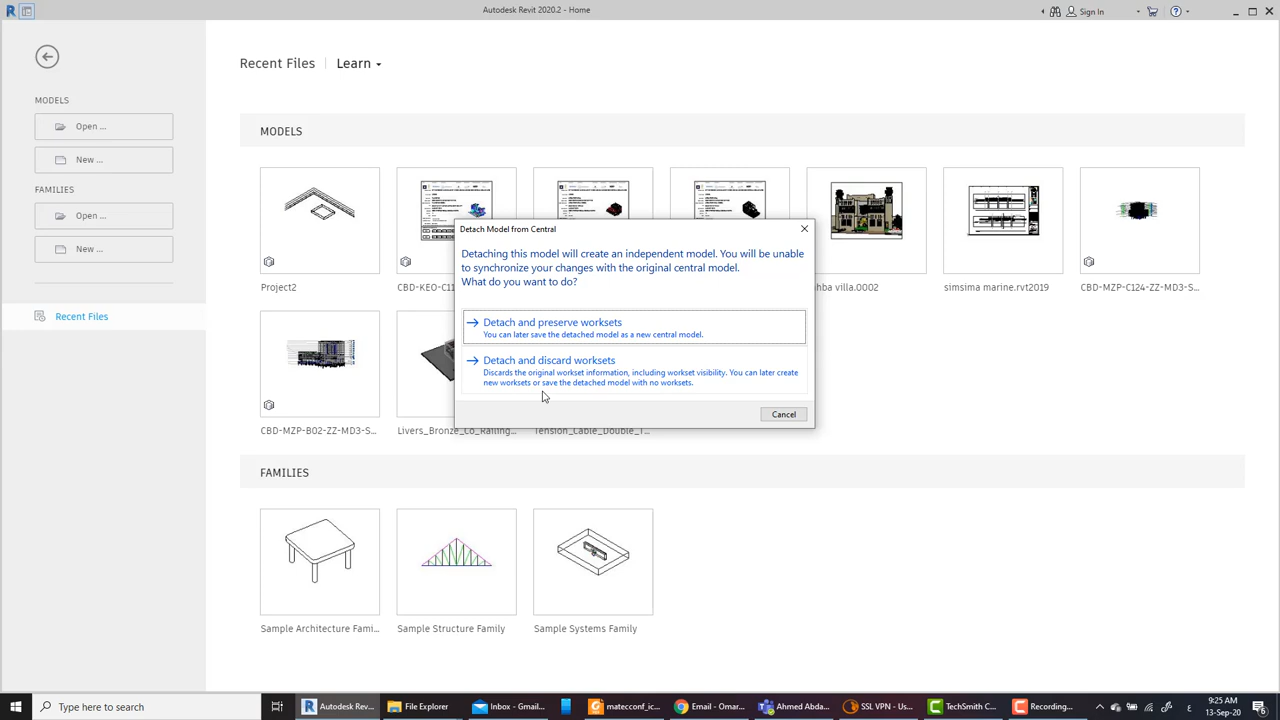 Autodesk Revit 2020.2 - Home
Sign In
Recent Files
Learn
MODELS
Open ...
New ...
FAMILIES
Open ...
New ...
Recent Files
MODELS
Project2
CBD-KEO-C11
hba villa.0002
simsima marine.rvt2019
CBD-MZP-C124-ZZ-MD3-S...
CBD-MZP-B02-ZZ-MD3-S...
Livers_Bronze_Co_Railing...
Tension_Cable_Double_T...
FAMILIES
Sample Architecture Fami...
Sample Structure Family
Sample Systems Family
Detach Model from Central
Detaching this model will create an independent model. You will be unable
to synchronize your changes with the original central model.
What do you want to do?
Detach and preserve worksets
You can later save the detached model as a new central model.
Detach and discard worksets
Discards the original workset information, including workset visibility. You can later create
new worksets or save the detached model with no worksets.
Cancel
Type here to search
Autodesk Rev...
File Explorer
Inbox - Gmail...
matecconf_ic...
Email - Omar...
Ahmed Abda...
SSL VPN - Us...
TechSmith C...
Recording...
9:25 AM
13-Sep-20
6